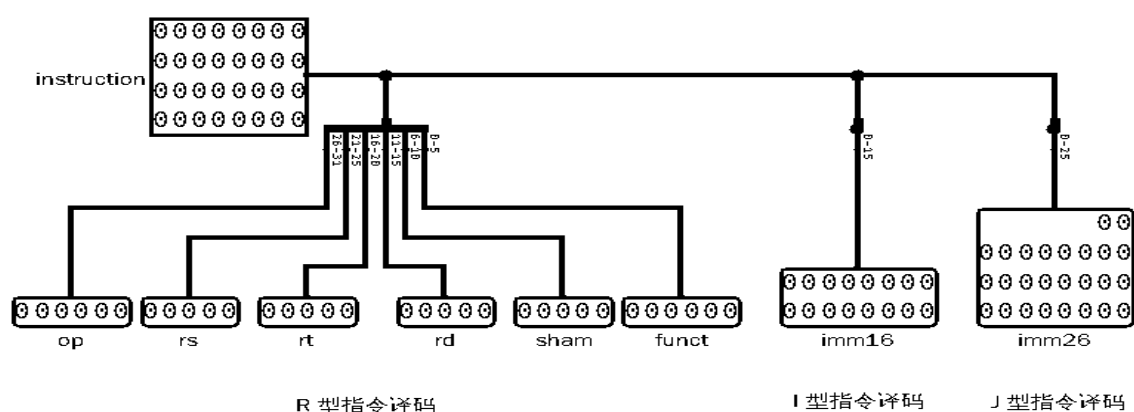 instruction
26-31
21-25
16-20
11-15
6-10
0-5
0-15
0-25
op
rs
rt
rd
sham
funct
imm16
imm26
R 型指令译码
I 型指令译码
J 型指令译码